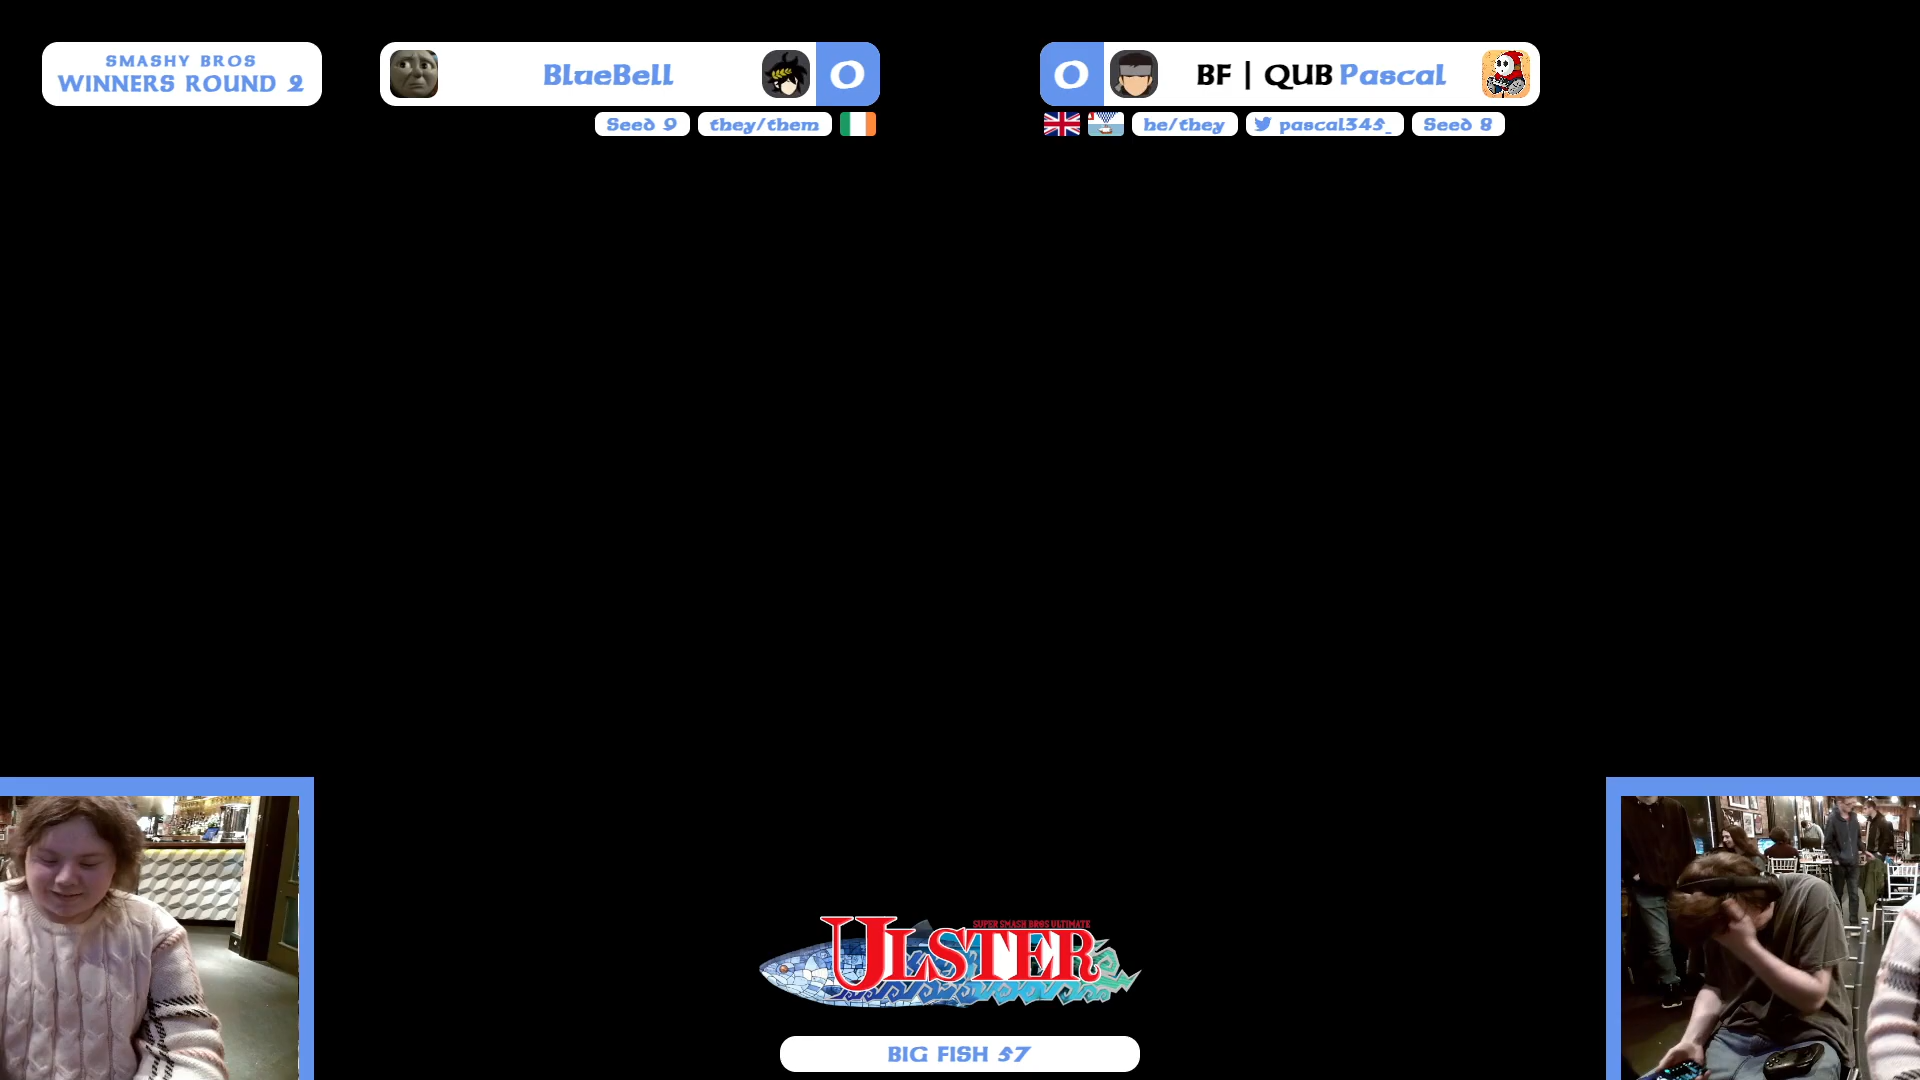 SMASHY BROS
WINNERS ROUND 2
BlueBell
0
Seed 9
they/them
0
BF | QUB Pascal
he/they
pascal345_
Seed 8
SUPER SMASH BROS ULTIMATE
ULSTER
BIG FISH 57